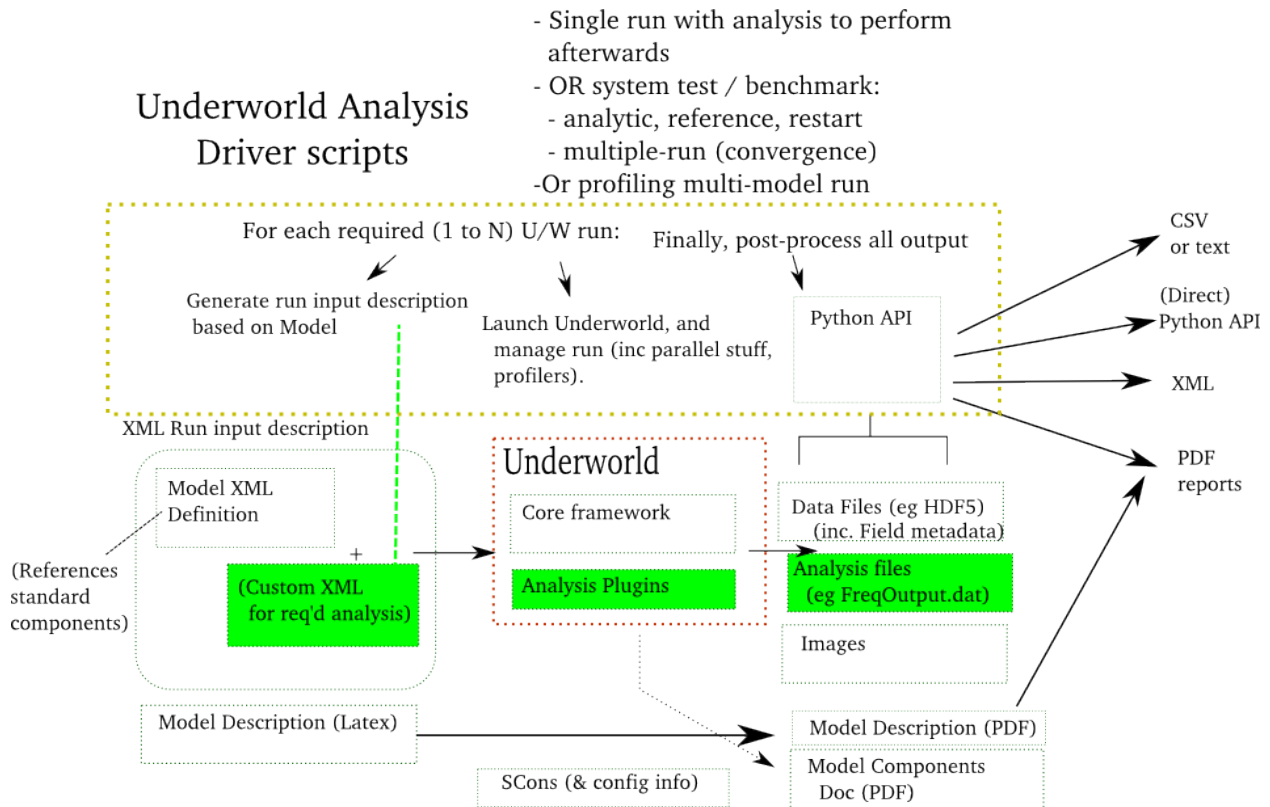 - Single run with analysis to perform
afterwards
- OR system test / benchmark:
- analytic, reference, restart
- multiple-run (convergence)
-Or profiling multi-model run
Underworld Analysis
Driver scripts
For each required (1 to N) U/W run:
Finally, post-process all output
Generate run input description
based on Model
Launch Underworld, and
manage run (inc parallel stuff,
profilers).
Python API
CSV
or text
(Direct)
Python API
XML
PDF
reports
XML Run input description
Model XML
Definition
+
(Custom XML
for req'd analysis)
(References
standard
components)
Underworld
Core framework
Analysis Plugins
Data Files (eg HDF5)
(inc. Field metadata)
Analysis files
(eg FreqOutput.dat)
Images
Model Description (Latex)
Model Description (PDF)
SCons (& config info)
Model Components
Doc (PDF)